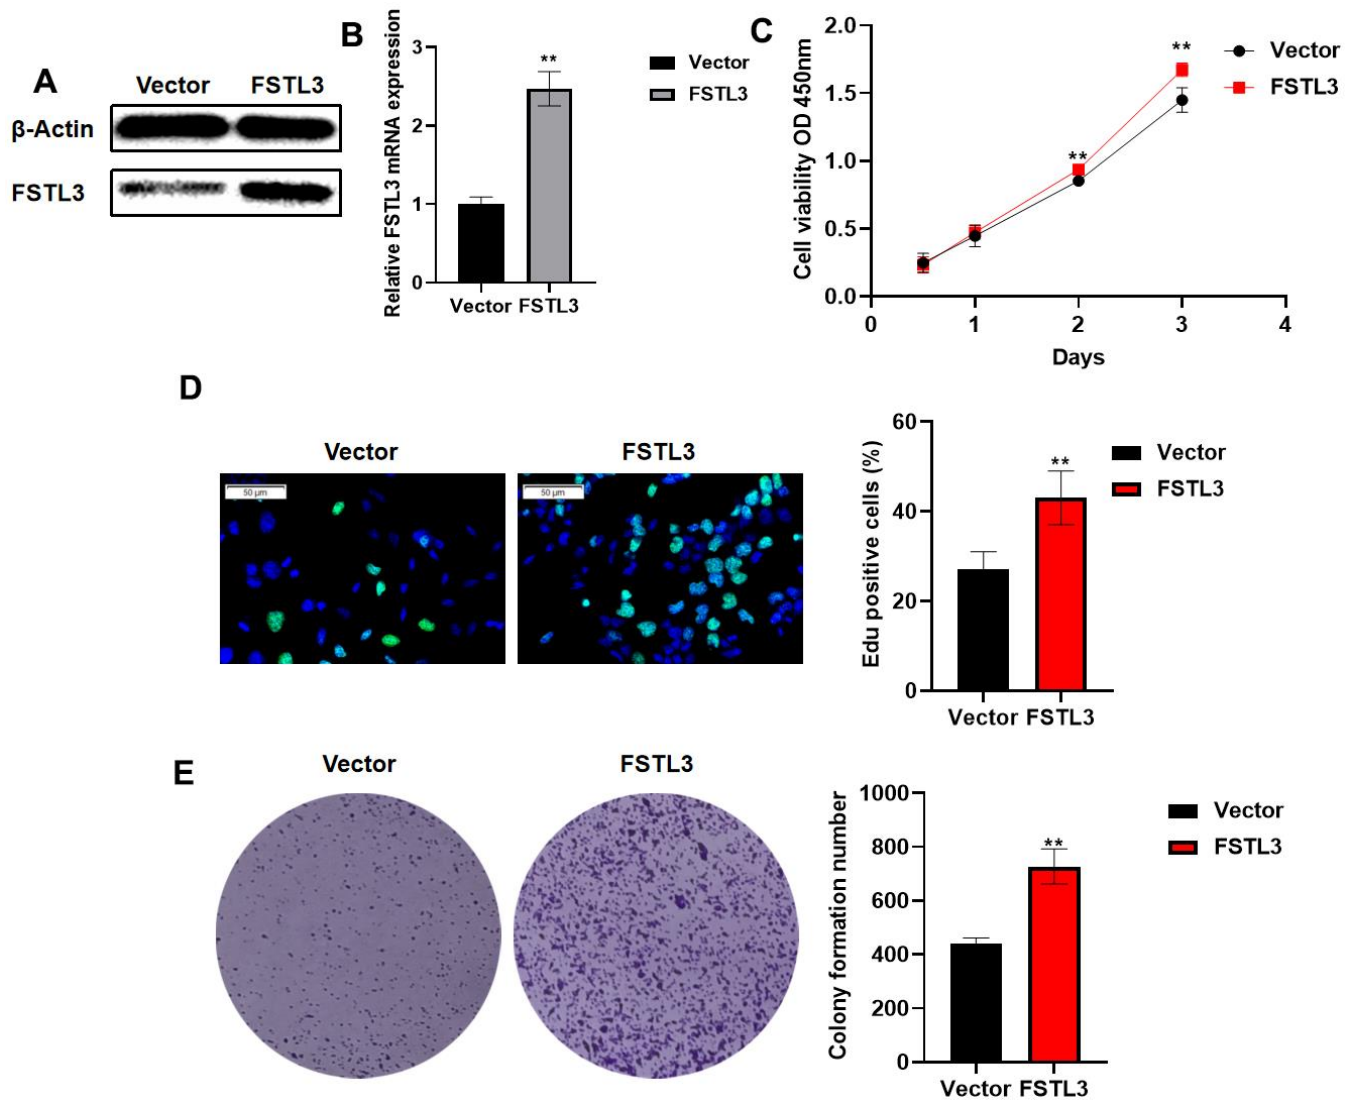 A
Vector FSTL3
β-Actin
FSTL3
B
Relative FSTL3 mRNA expression
3
2
1
0
**
Vector FSTL3
Vector
FSTL3
C
Cell viability OD 450nm
2.0
1.5
1.0
0.5
0.0
**
**
0 1 2 3 4
Days
Vector
FSTL3
D
Vector FSTL3
50 μm
50 μm
Edu positive cells (%)
60
40
20
0
**
Vector FSTL3
Vector
FSTL3
E
Vector FSTL3
Colony formation number
1000
800
600
400
200
0
**
Vector FSTL3
Vector
FSTL3